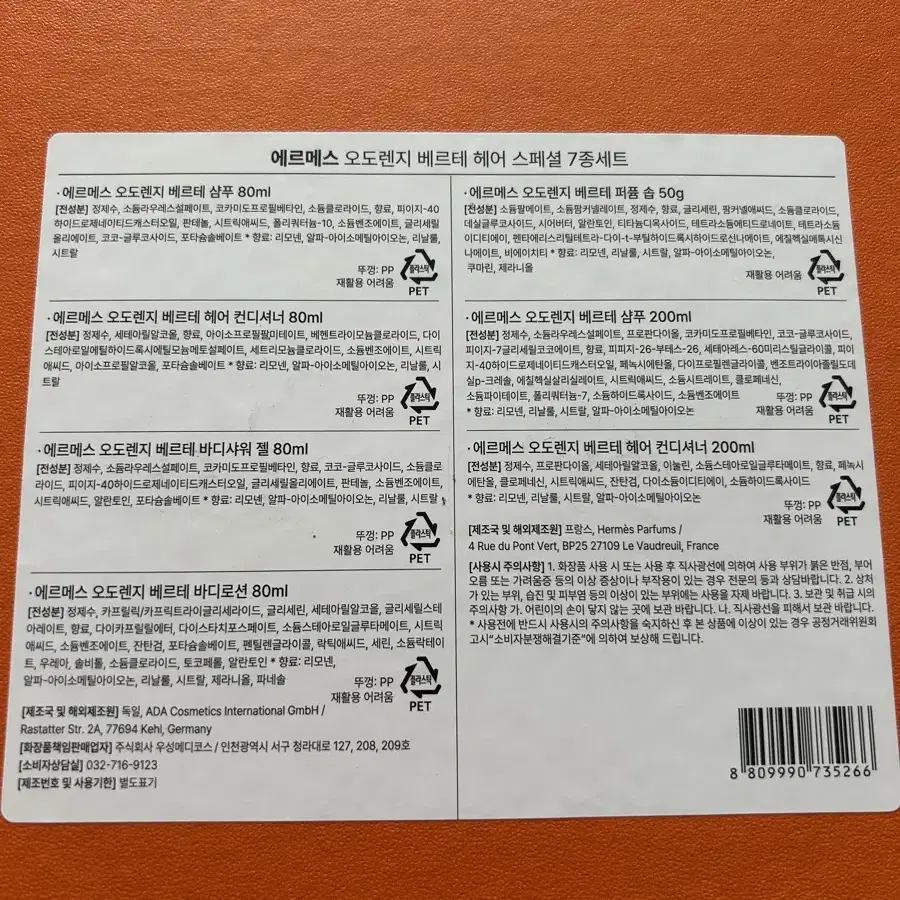 에르메스 오도렌지 베르테 헤어 스페셜 7종세트
· 에르메스 오도렌지 베르테 샴푸 80ml
[전성분] 정제수, 소듐라우레스설페이트, 코카미도프로필베타인, 소듐클로라이드, 향료, 피이지-40
하이드로제네이티드캐스터오일, 판테놀, 시트릭애씨드, 폴리쿼터늄-10, 소듐벤조에이트, 글리세릴
올리에이트, 코코-글루코사이드, 포타슘솔베이트 * 향료: 리모넨, 알파-아이소메틸아이오논, 리날룰,
시트랄
뚜껑: PP
재활용 어려움
플라스틱
PET
· 에르메스 오도렌지 베르테 헤어 컨디셔너 80ml
[전성분] 정제수, 세테아릴알코올, 향료, 아이소프로필팔미테이트, 베헨트라이모늄클로라이드, 다이
스테아로일에틸하이드록시에틸모늄메토설페이트, 세트리모늄클로라이드, 소듐벤조에이트, 시트릭
애씨드, 아이소프로필알코올, 포타슘솔베이트 * 향료: 리모넨, 알파-아이소메틸아이오논, 리날룰, 시
트랄
뚜껑: PP
재활용 어려움
플라스틱
PET
· 에르메스 오도렌지 베르테 바디샤워 젤 80ml
[전성분] 정제수, 소듐라우레스설페이트, 코카미도프로필베타인, 향료, 코코-글루코사이드, 소듐클로
라이드, 피이지-40하이드로제네이티드캐스터오일, 글리세릴올리에이트, 판테놀, 소듐벤조에이트,
시트릭애씨드, 알란토인, 포타슘솔베이트 * 향료: 리모넨, 알파-아이소메틸아이오논, 리날룰, 시트랄
뚜껑: PP
재활용 어려움
플라스틱
PET
· 에르메스 오도렌지 베르테 바디로션 80ml
[전성분] 정제수, 카프릴릭/카프릭트라이글리세라이드, 글리세린, 세테아릴알코올, 글리세릴스테
아레이트, 향료, 다이카프릴릴에터, 다이스타치포스페이트, 소듐스테아로일글루타메이트, 시트릭
애씨드, 소듐벤조에이트, 잔탄검, 포타슘솔베이트, 펜틸렌글라이콜, 락틱애씨드, 세린, 소듐락테이
트, 우레아, 솔비톨, 소듐클로라이드, 토코페롤, 알란토인 * 향료: 리모넨,
알파-아이소메틸아이오논, 리날룰, 시트랄, 제라니올, 파네솔
뚜껑: PP
재활용 어려움
플라스틱
PET
[제조국 및 해외제조원] 독일, ADA Cosmetics International GmbH /
Rastatter Str. 2A, 77694 Kehl, Germany
[화장품책임판매업자] 주식회사 우성메디코스 / 인천광역시 서구 청라대로 127, 208, 209호
[소비자상담실] 032-716-9123
[제조번호 및 사용기한] 별도표기
· 에르메스 오도렌지 베르테 퍼퓸 솝 50g
[전성분] 소듐팔메이트, 소듐팜커넬레이트, 정제수, 향료, 글리세린, 팜커넬애씨드, 소듐클로라이드,
데실글루코사이드, 시어버터, 알란토인, 티타늄디옥사이드, 테트라소듐에티드로네이트, 테트라소듐
이디티에이, 펜타에리스리틸테트라-다이-t-부틸하이드록시하이드로신나메이트, 에칠헥실메톡시신
나메이트, 비에이치티 * 향료: 리모넨, 리날룰, 시트랄, 알파-아이소메틸아이오논,
쿠마린, 제라니올
재활용 어려움
플라스틱
PET
· 에르메스 오도렌지 베르테 샴푸 200ml
[전성분] 정제수, 소듐라우레스설페이트, 프로판다이올, 코카미도프로필베타인, 코코-글루코사이드,
피이지-7글리세릴코코에이트, 향료, 피피지-26-부테스-26, 세테아레스-60미리스틸글라이콜, 피이
지-40하이드로제네이티드캐스터오일, 페녹시에탄올, 다이프로필렌글라이콜, 벤조트라이아졸릴도데
실p-크레솔, 에칠헥실살리실레이트, 시트릭애씨드, 소듐시트레이트, 클로페네신,
소듐파이테이트, 폴리쿼터늄-7, 소듐하이드록사이드, 소듐벤조에이트
* 향료: 리모넨, 리날룰, 시트랄, 알파-아이소메틸아이오논
뚜껑: PP
재활용 어려움
플라스틱
PET
· 에르메스 오도렌지 베르테 헤어 컨디셔너 200ml
[전성분] 정제수, 프로판다이올, 세테아릴알코올, 이눌린, 소듐스테아로일글루타메이트, 향료, 페녹시
에탄올, 클로페네신, 시트릭애씨드, 잔탄검, 다이소듐이디티에이, 소듐하이드록사이드
* 향료: 리모넨, 리날룰, 시트랄, 알파-아이소메틸아이오논
뚜껑: PP
재활용 어려움
플라스틱
PET
[제조국 및 해외제조원] 프랑스, Hermès Parfums /
4 Rue du Pont Vert, BP25 27109 Le Vaudreuil, France
[사용시 주의사항] 1. 화장품 사용 시 또는 사용 후 직사광선에 의하여 사용 부위가 붉은 반점, 부어
오름 또는 가려움증 등의 이상 증상이나 부작용이 있는 경우 전문의 등과 상담바랍니다. 2. 상처
가 있는 부위, 습진 및 피부염 등의 이상이 있는 부위에는 사용을 자제 바랍니다. 3. 보관 및 취급 시의
주의사항 가. 어린이의 손이 닿지 않는 곳에 보관 바랍니다. 나. 직사광선을 피해서 보관 바랍니다.
* 사용전에 반드시 사용시의 주의사항을 숙지하신 후 본 상품에 이상이 있는 경우 공정거래위원회
고시"소비자분쟁해결기준"에 의하여 보상해 드립니다.
8 809990 735266